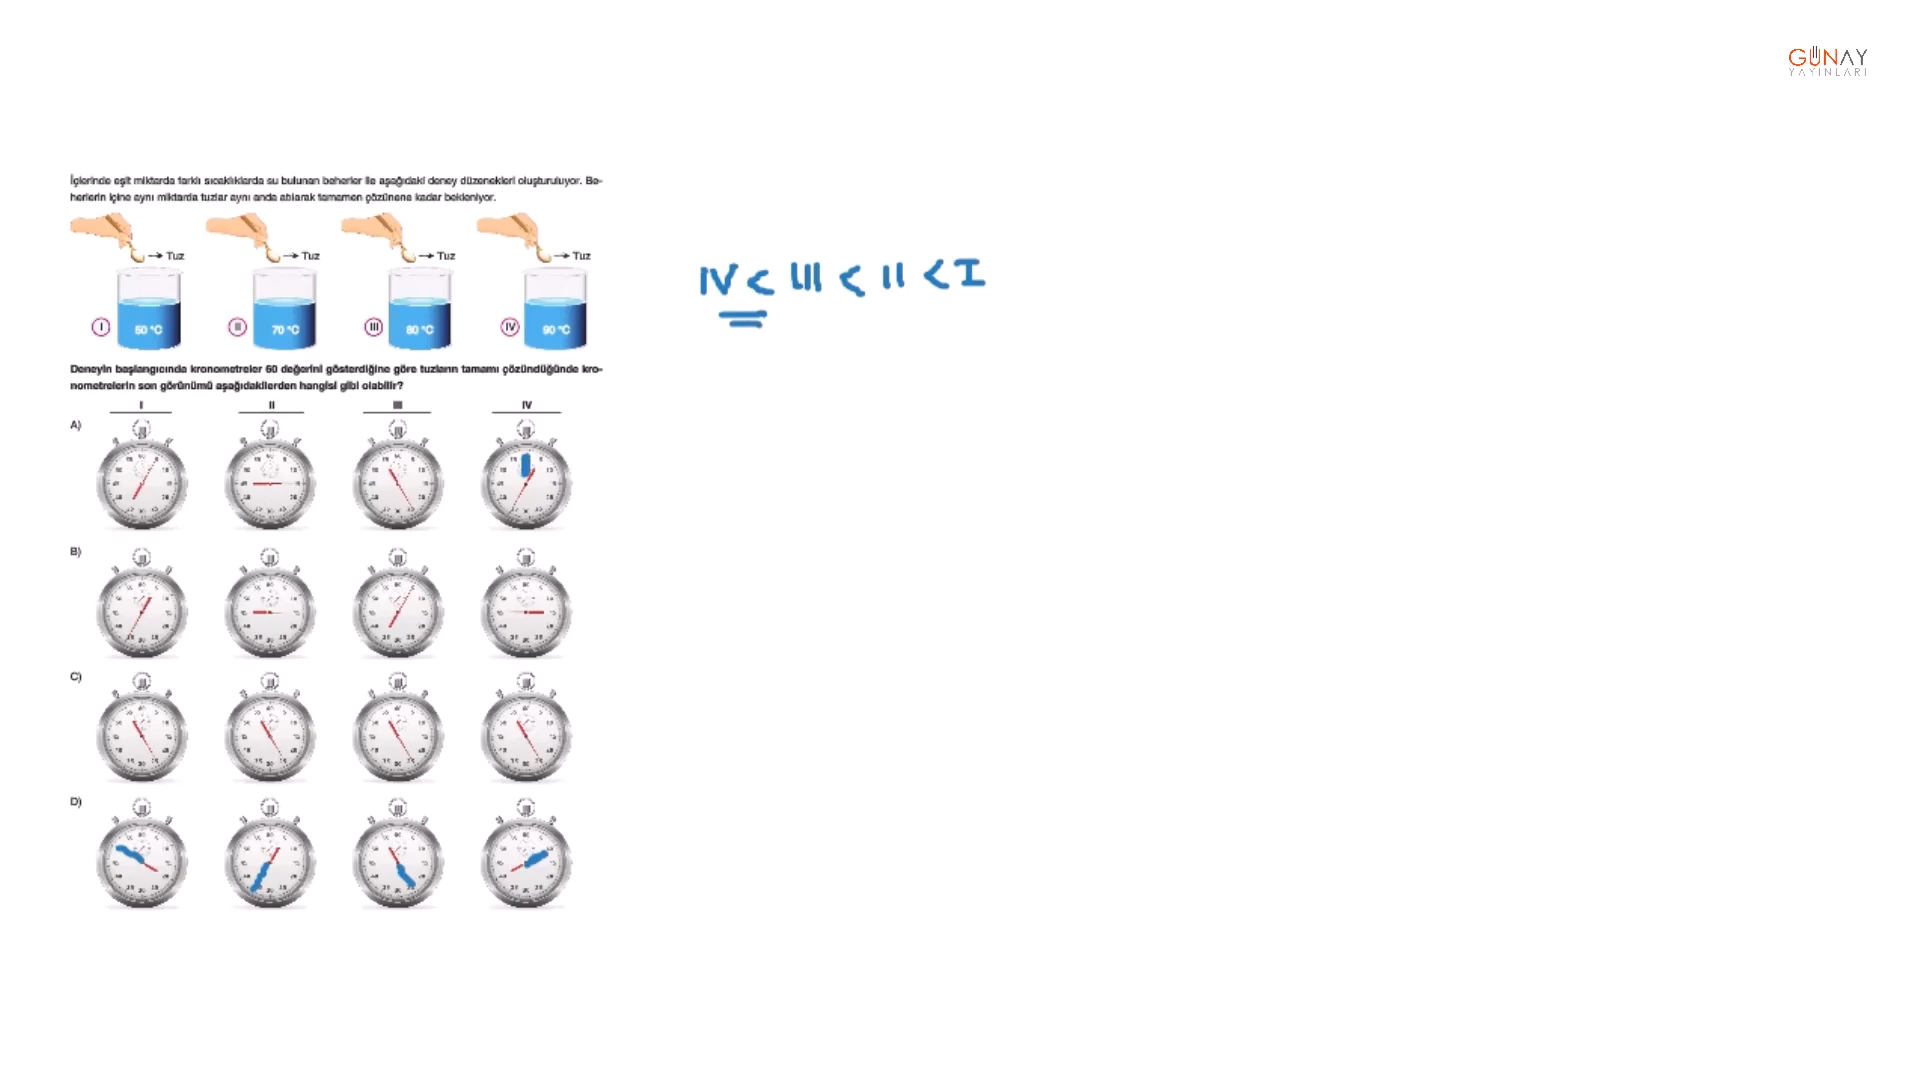 GÜNAY
YAYINLARI
İçlerinde eşit miktarda farklı sıcaklıklarda su bulunan beherler ile aşağıdaki deney düzenekleri oluşturuluyor. Be-
herlerin içine aynı miktarda tuzlar aynı anda atılarak tamamen çözünene kadar bekleniyor.
→ Tuz → Tuz → Tuz → Tuz
I 50 °C II 70 °C III 80 °C IV 90 °C
IV < III < II < I
Deneyin başlangıcında kronometreler 60 değerini gösterdiğine göre tuzların tamamı çözündüğünde kro-
nometrelerin son görünümü aşağıdakilerden hangisi gibi olabilir?
I II III IV
A)
B)
C)
D)